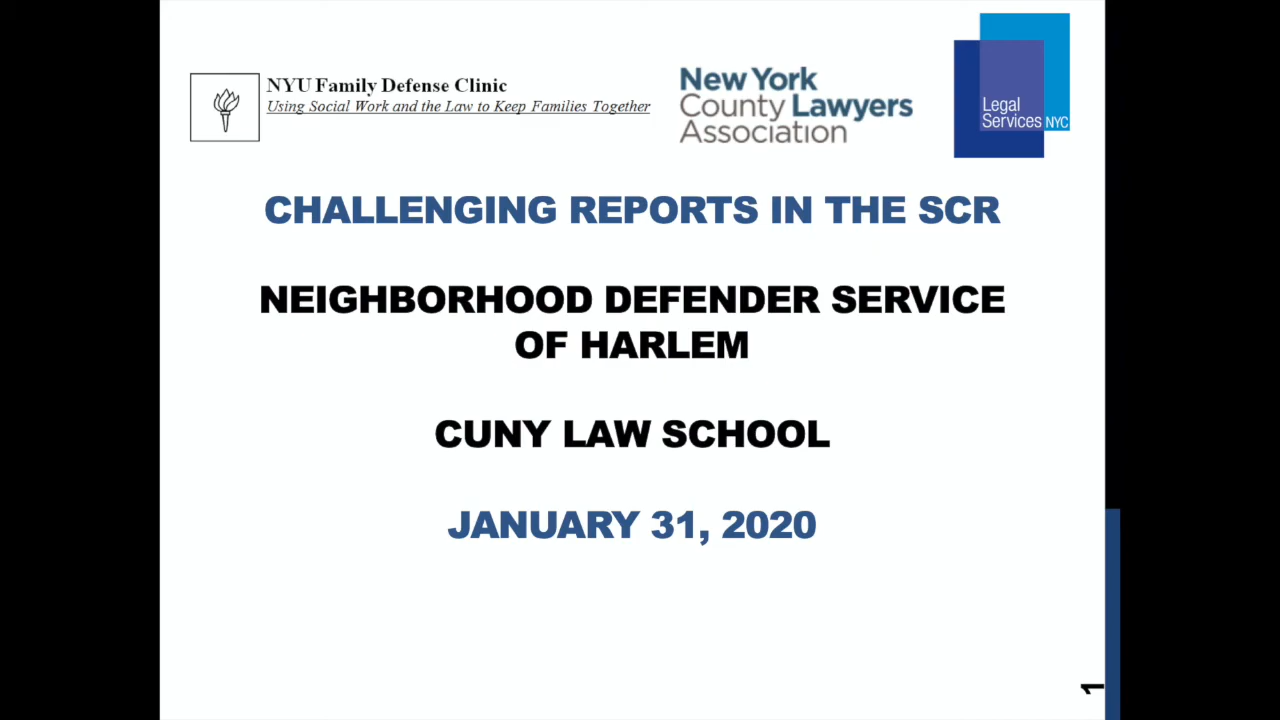 NYU Family Defense Clinic
Using Social Work and the Law to Keep Families Together
New York
County Lawyers
Association
Legal
Services NYC
CHALLENGING REPORTS IN THE SCR
NEIGHBORHOOD DEFENDER SERVICE
OF HARLEM
CUNY LAW SCHOOL
JANUARY 31, 2020
1